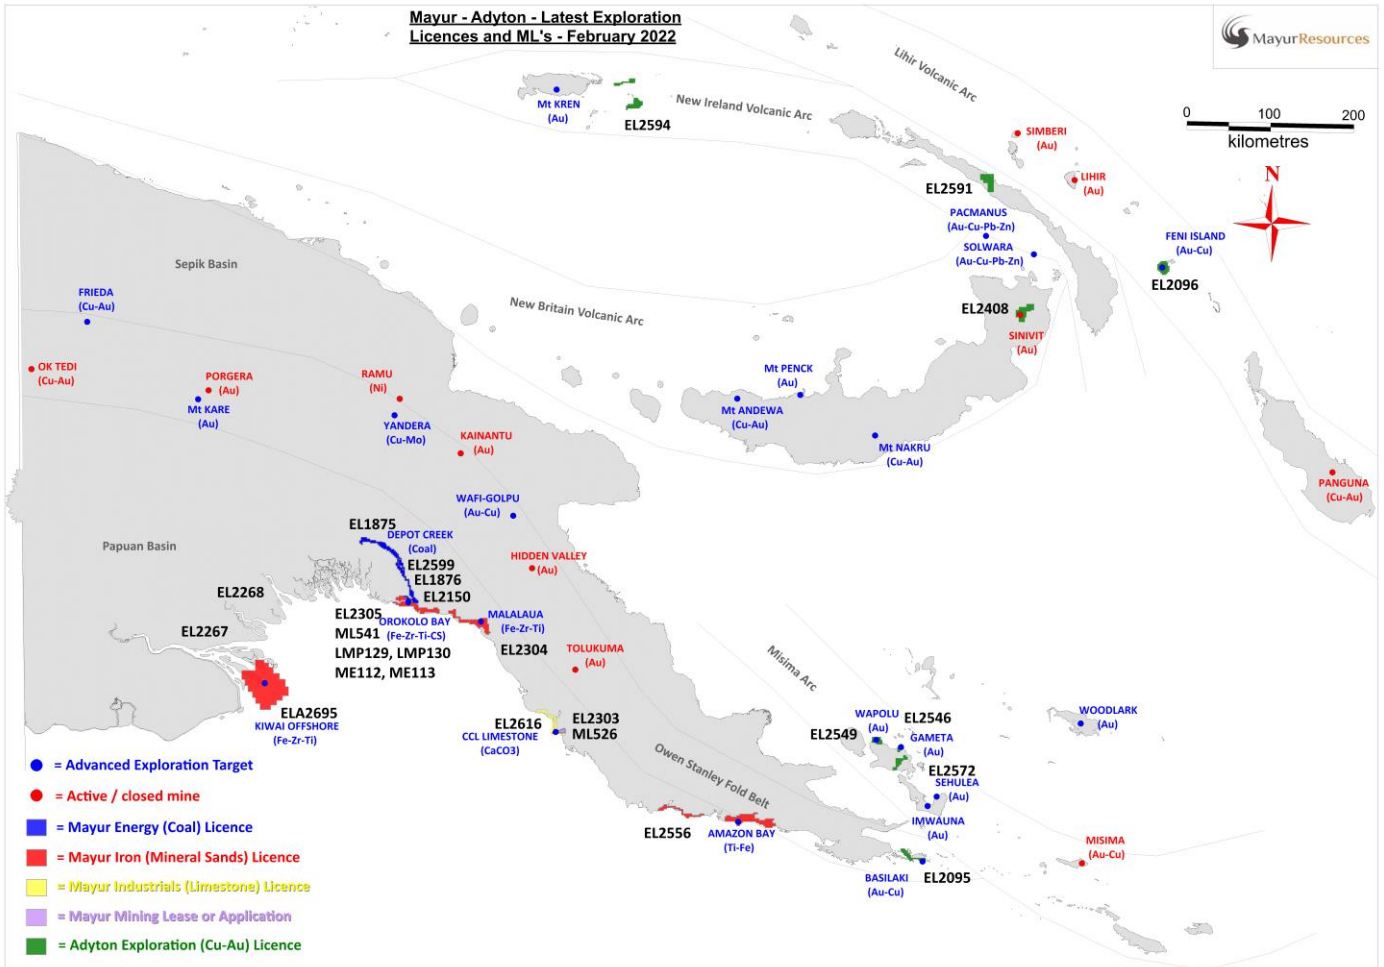 Mayur - Adyton - Latest Exploration
Licences and ML's - February 2022
MayurResources
Lihir Volcanic Arc
New Ireland Volcanic Arc
Mt KREN
(Au)
EL2594
0 100 200
kilometres
N
SIMBERI
(Au)
LIHIR
(Au)
EL2591
PACMANUS
(Au-Cu-Pb-Zn)
SOLWARA
(Au-Cu-Pb-Zn)
FENI ISLAND
(Au-Cu)
EL2096
Sepik Basin
FRIEDA
(Cu-Au)
New Britain Volcanic Arc
EL2408
SINIVIT
(Au)
OK TEDI
(Cu-Au)
PORGERA
(Au)
Mt KARE
(Au)
RAMU
(Ni)
YANDERA
(Cu-Mo)
KAINANTU
(Au)
Mt PENCK
(Au)
Mt ANDEWA
(Cu-Au)
Mt NAKRU
(Cu-Au)
PANGUNA
(Cu-Au)
WAFI-GOLPU
(Au-Cu)
Papuan Basin
EL1875
DEPOT CREEK
(Coal)
EL2599
EL1876
EL2150
HIDDEN VALLEY
(Au)
EL2268
EL2267
EL2305
ML541
LMP129, LMP130
ME112, ME113
OROKOLO BAY
(Fe-Zr-Ti-CS)
MALALAUA
(Fe-Zr-Ti)
EL2304
TOLUKUMA
(Au)
Misima Arc
ELA2695
KIWAI OFFSHORE
(Fe-Zr-Ti)
EL2616
CCL LIMESTONE
(CaCO3)
EL2303
ML526
WAPOLU
(Au)
EL2546
EL2549
GAMETA
(Au)
EL2572
WOODLARK
(Au)
SEHULEA
(Au)
IMWAUNA
(Au)
Owen Stanley Fold Belt
EL2556
AMAZON BAY
(Ti-Fe)
MISIMA
(Au-Cu)
BASILAKI
(Au-Cu)
EL2095
= Advanced Exploration Target
= Active / closed mine
= Mayur Energy (Coal) Licence
= Mayur Iron (Mineral Sands) Licence
= Mayur Industrials (Limestone) Licence
= Mayur Mining Lease or Application
= Adyton Exploration (Cu-Au) Licence